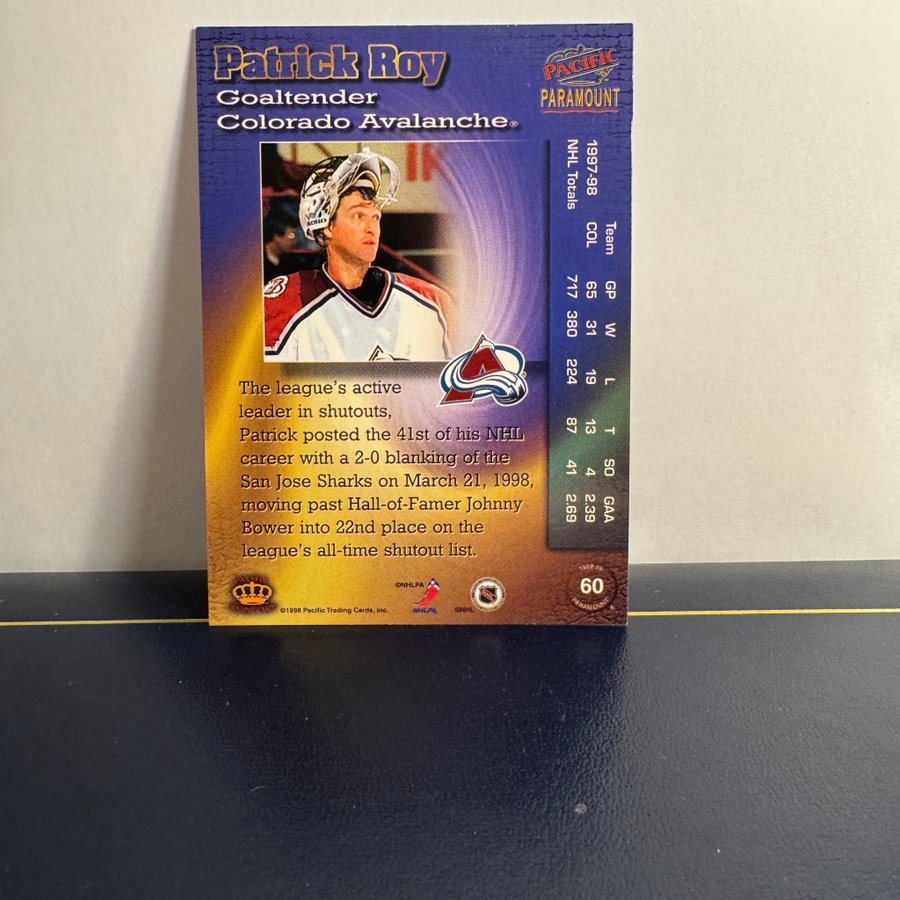 Patrick Roy
Goaltender
Colorado Avalanche®
PACIFIC
PARAMOUNT
Team GP W L T SO GAA
1997-98 COL 65 31 19 13 4 2.39
NHL Totals 717 380 224 87 41 2.69
The league's active
leader in shutouts,
Patrick posted the 41st of his NHL
career with a 2-0 blanking of the
San Jose Sharks on March 21, 1998,
moving past Hall-of-Famer Johnny
Bower into 22nd place on the
league's all-time shutout list.
©1998 Pacific Trading Cards, Inc.
©NHLPA
NHLPA
©NHL
1998-99
60
PARAMOUNT